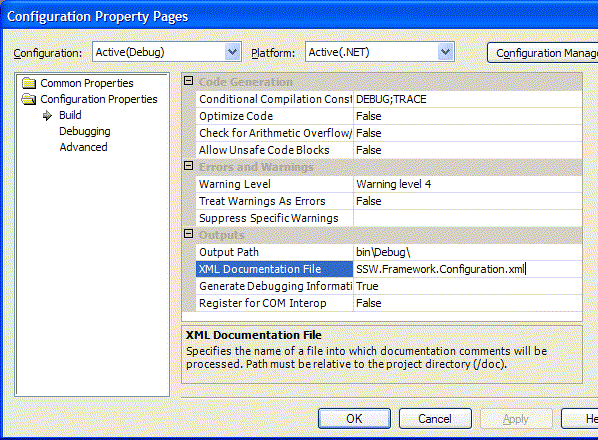 Configuration Property Pages
Configuration: Active(Debug) Platform: Active(.NET) Configuration Manage
Common Properties
Configuration Properties
Build
Debugging
Advanced
Code Generation
Conditional Compilation Const DEBUG;TRACE
Optimize Code False
Check for Arithmetic Overflow/ False
Allow Unsafe Code Blocks False
Errors and Warnings
Warning Level Warning level 4
Treat Warnings As Errors False
Suppress Specific Warnings
Outputs
Output Path bin\Debug\
XML Documentation File SSW.Framework.Configuration.xml
Generate Debugging Informati True
Register for COM Interop False
XML Documentation File
Specifies the name of a file into which documentation comments will be
processed. Path must be relative to the project directory (/doc).
OK Cancel Apply He